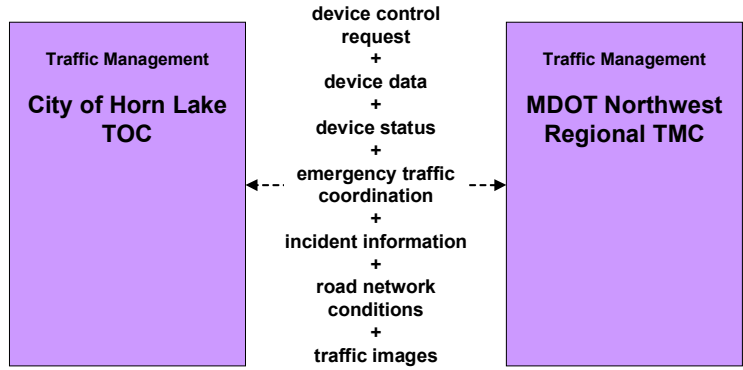 Traffic Management
City of Horn Lake
TOC
device control
request
+
device data
+
device status
+
emergency traffic
coordination
+
incident information
+
road network
conditions
+
traffic images
Traffic Management
MDOT Northwest
Regional TMC